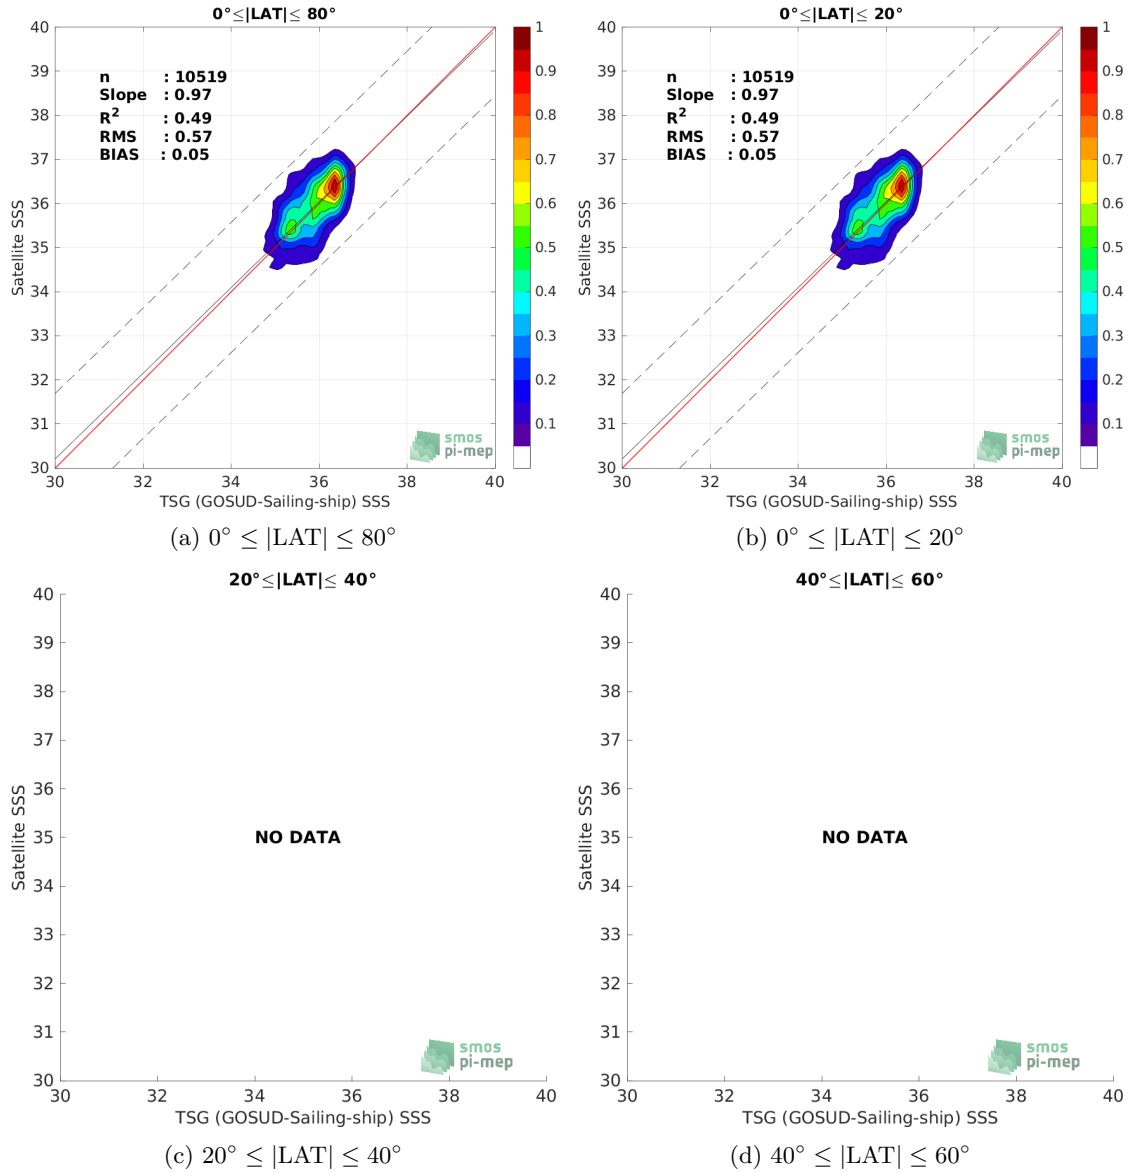 0°≤|LAT|≤ 80°
40
39
38
37
36
35
34
33
32
31
30
Satellite SSS
n : 10519
Slope : 0.97
R² : 0.49
RMS : 0.57
BIAS : 0.05
smos
pi-mep
30 32 34 36 38 40
TSG (GOSUD-Sailing-ship) SSS
1
0.9
0.8
0.7
0.6
0.5
0.4
0.3
0.2
0.1
(a) 0° ≤ |LAT| ≤ 80°
0°≤|LAT|≤ 20°
40
39
38
37
36
35
34
33
32
31
30
Satellite SSS
n : 10519
Slope : 0.97
R² : 0.49
RMS : 0.57
BIAS : 0.05
smos
pi-mep
30 32 34 36 38 40
TSG (GOSUD-Sailing-ship) SSS
1
0.9
0.8
0.7
0.6
0.5
0.4
0.3
0.2
0.1
(b) 0° ≤ |LAT| ≤ 20°
20°≤|LAT|≤ 40°
40
39
38
37
36
35
34
33
32
31
30
Satellite SSS
NO DATA
smos
pi-mep
30 32 34 36 38 40
TSG (GOSUD-Sailing-ship) SSS
(c) 20° ≤ |LAT| ≤ 40°
40°≤|LAT|≤ 60°
40
39
38
37
36
35
34
33
32
31
30
Satellite SSS
NO DATA
smos
pi-mep
30 32 34 36 38 40
TSG (GOSUD-Sailing-ship) SSS
(d) 40° ≤ |LAT| ≤ 60°